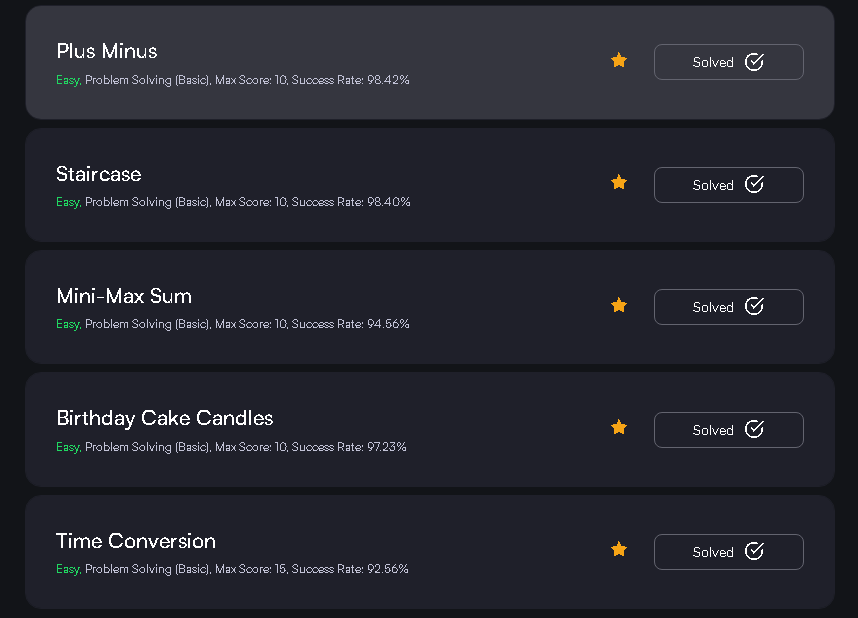 Plus Minus
Solved
Easy, Problem Solving (Basic), Max Score: 10, Success Rate: 98.42%
Staircase
Solved
Easy, Problem Solving (Basic), Max Score: 10, Success Rate: 98.40%
Mini-Max Sum
Solved
Easy, Problem Solving (Basic), Max Score: 10, Success Rate: 94.56%
Birthday Cake Candles
Solved
Easy, Problem Solving (Basic), Max Score: 10, Success Rate: 97.23%
Time Conversion
Solved
Easy, Problem Solving (Basic), Max Score: 15, Success Rate: 92.56%